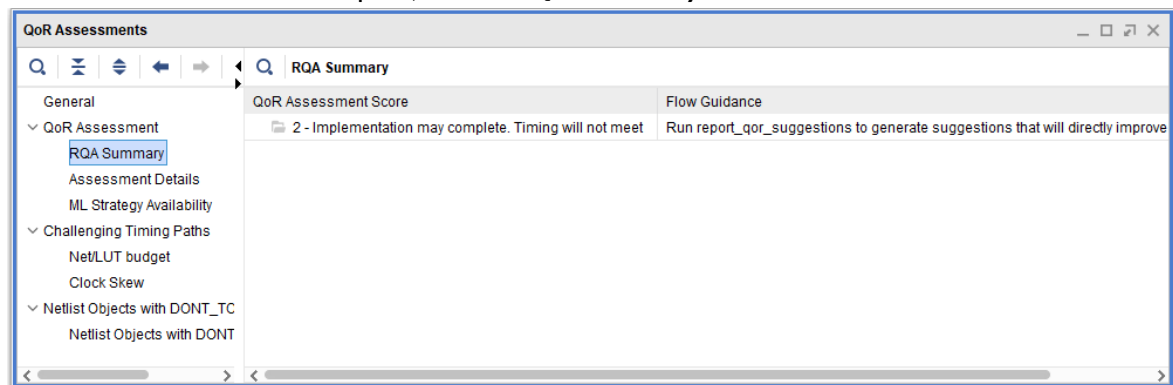 QoR Assessments
RQA Summary
General
QoR Assessment
RQA Summary
Assessment Details
ML Strategy Availability
Challenging Timing Paths
Net/LUT budget
Clock Skew
Netlist Objects with DONT_TC
Netlist Objects with DONT
QoR Assessment Score Flow Guidance
2 - Implementation may complete. Timing will not meet Run report_qor_suggestions to generate suggestions that will directly improve